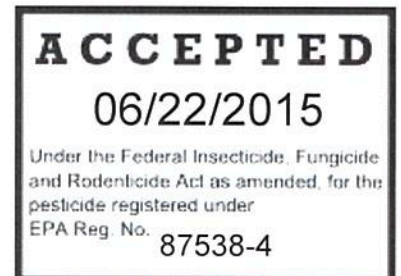 ACCEPTED
06/22/2015
Under the Federal Insecticide, Fungicide
and Rodenticide Act as amended, for the
pesticide registered under
EPA Reg. No. 87538-4